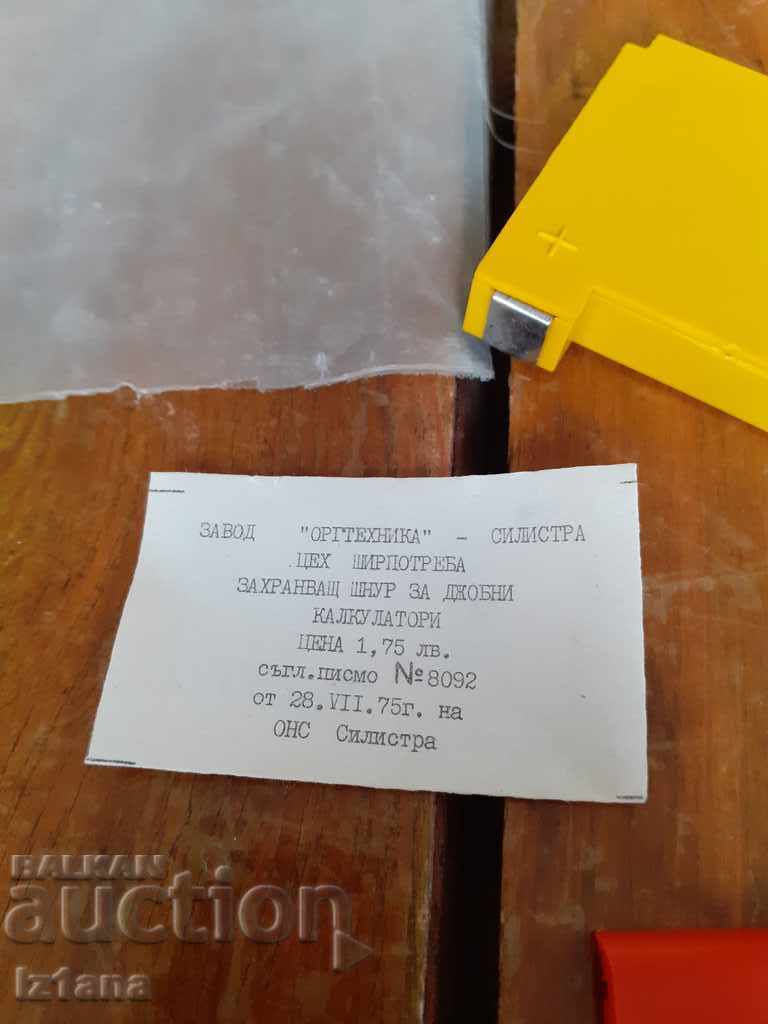 +
ЗАВОД "ОРГТЕХНИКА" - СИЛИСТРА
ЦЕХ ШИРПОТРЕБА
ЗАХРАНВАЩ ШНУР ЗА ДЖОБНИ
КАЛКУЛАТОРИ
ЦЕНА 1,75 лв.
съгл.писмо №8092
от 28.VII.75г. на
ОНС Силистра
BALKAN
auction
iz1ana